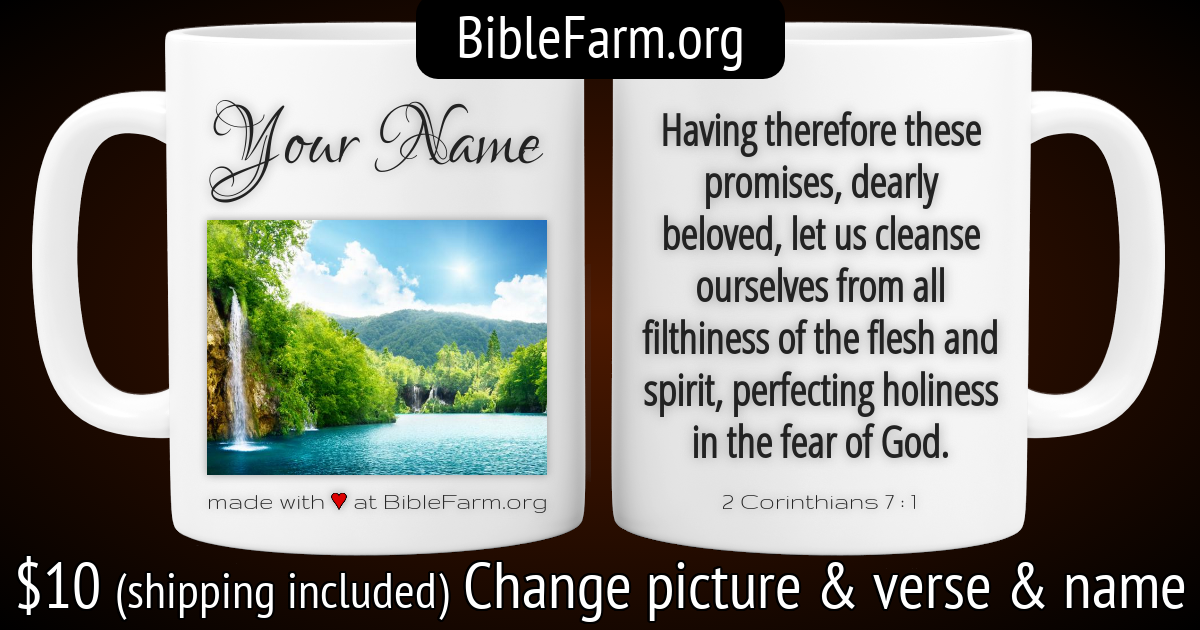 BibleFarm.org
Your Name
made with ❤ at BibleFarm.org
Having therefore these
promises, dearly
beloved, let us cleanse
ourselves from all
filthiness of the flesh and
spirit, perfecting holiness
in the fear of God.
2 Corinthians 7:1
$10 (shipping included) Change picture & verse & name